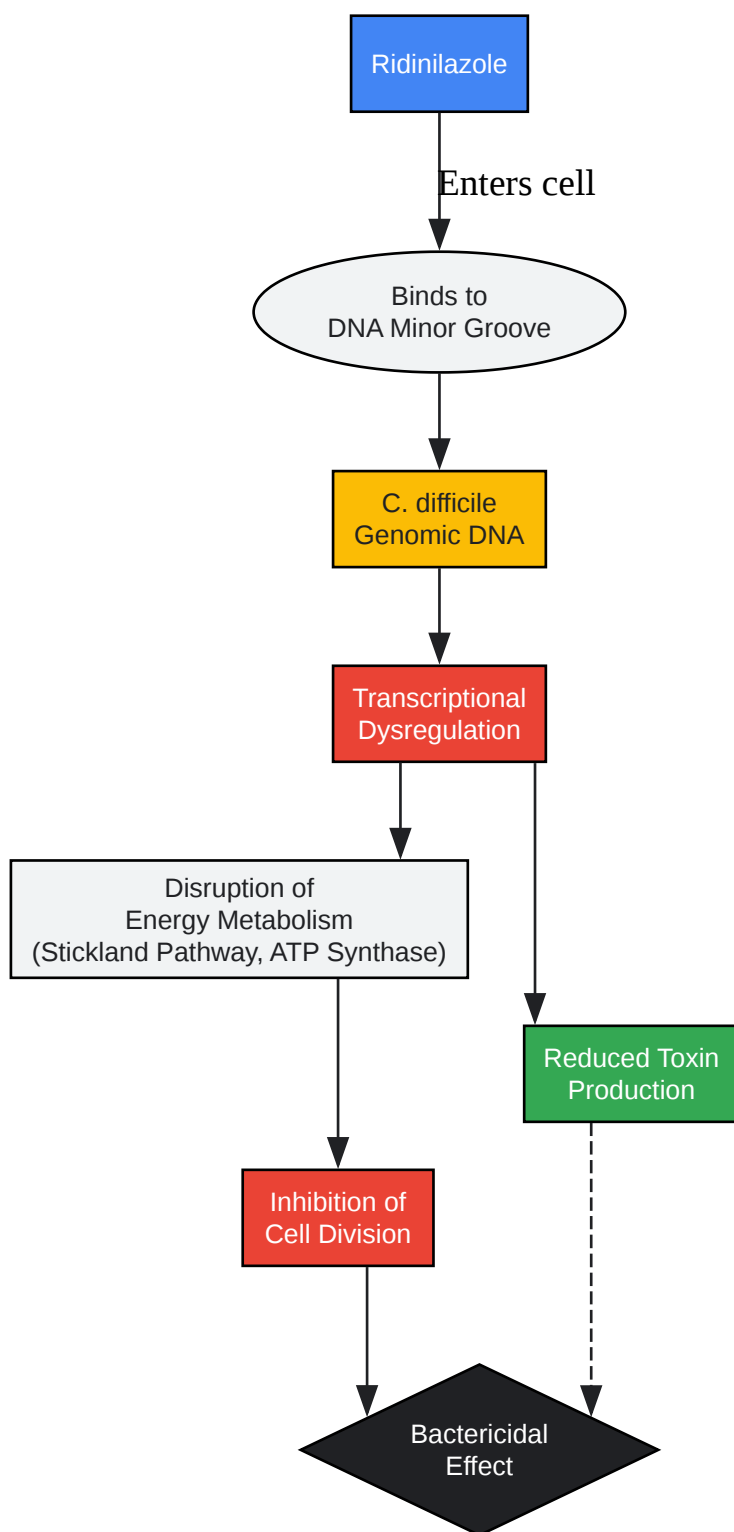 Ridinilazole
Enters cell
Binds to
DNA Minor Groove
C. difficile
Genomic DNA
Transcriptional
Dysregulation
Disruption of
Energy Metabolism
(Stickland Pathway, ATP Synthase)
Reduced Toxin
Production
Inhibition of
Cell Division
Bactericidal
Effect